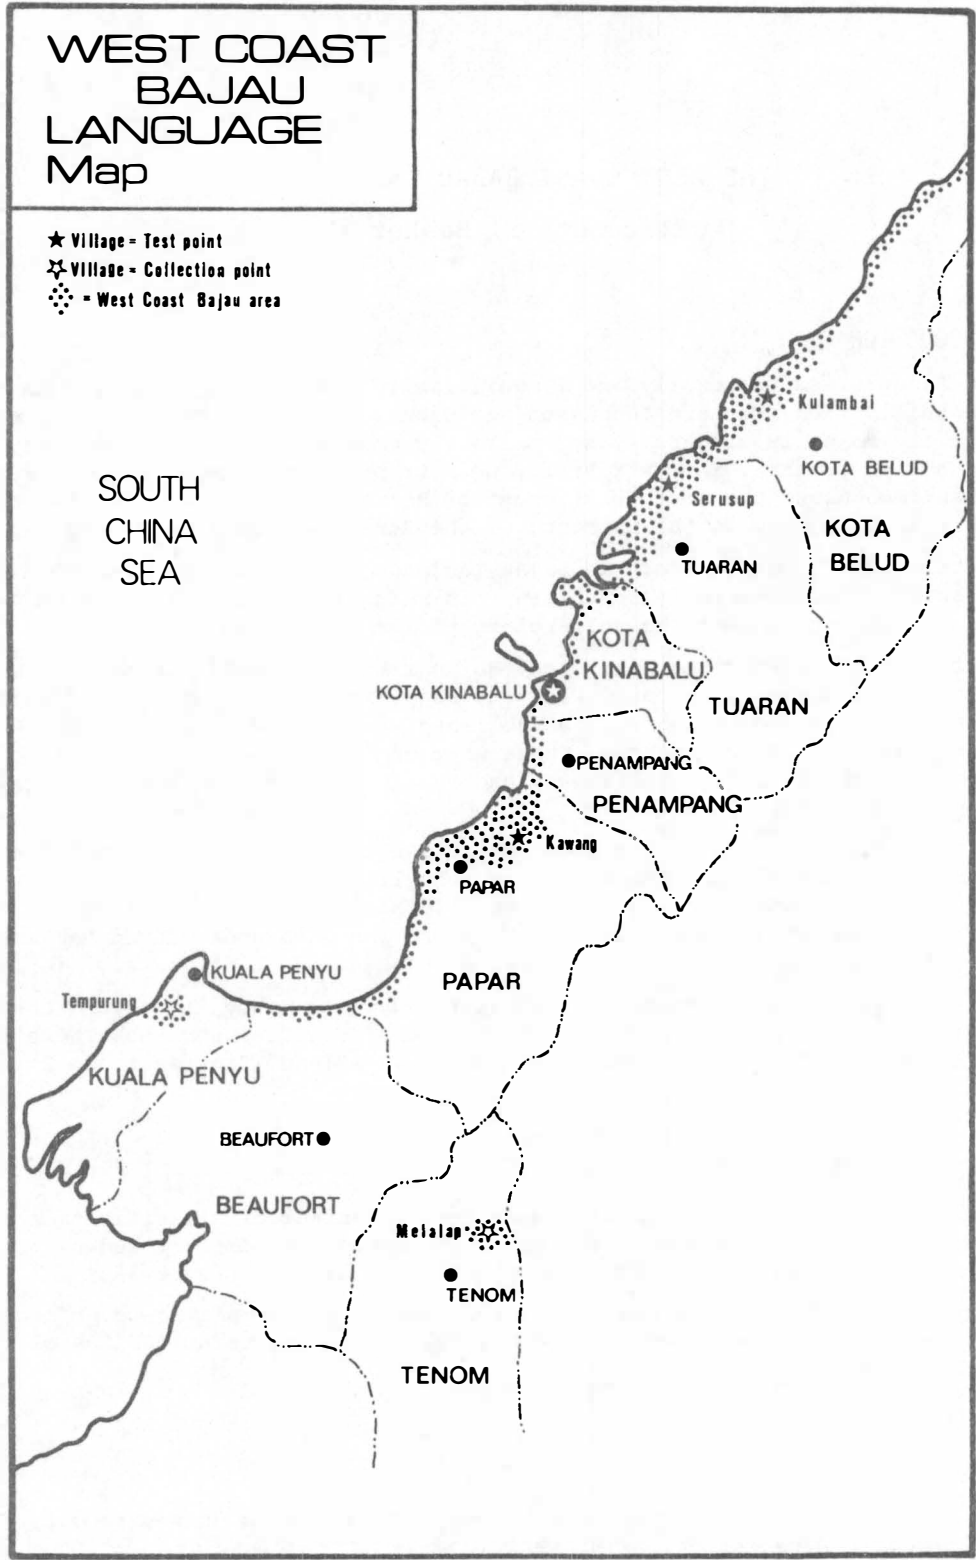 WEST COAST
BAJAU
LANGUAGE
Map
Village = Test point
Village = Collection point
= West Coast Bajau area
Kulambai
KOTA BELUD
SOUTH
CHINA
SEA
Serusup
KOTA
BELUD
TUARAN
KOTA
KINABALU
KOTA KINABALU
TUARAN
PENAMPANG
PENAMPANG
Kawang
PAPAR
KUALA PENYU
PAPAR
Tempurung
KUALA PENYU
BEAUFORT
BEAUFORT
Melalap
TENOM
TENOM